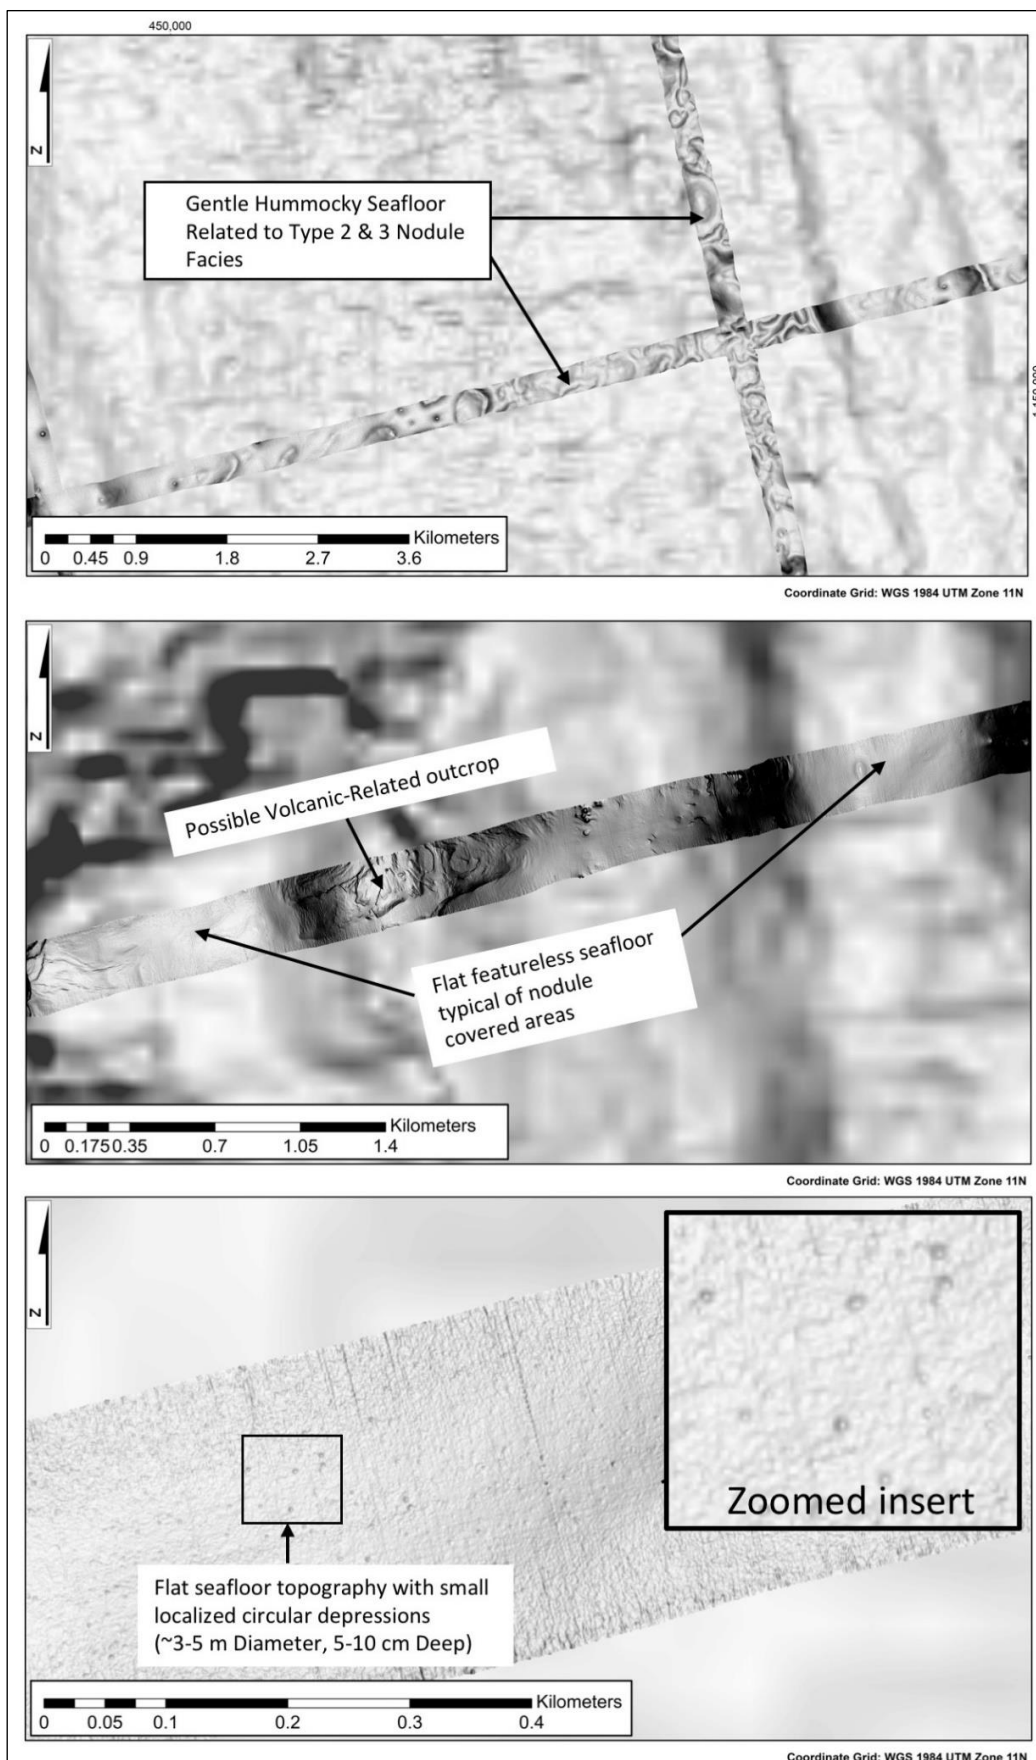 450,000
N
Gentle Hummocky Seafloor
Related to Type 2 & 3 Nodule
Facies
Kilometers
0 0.45 0.9 1.8 2.7 3.6
Coordinate Grid: WGS 1984 UTM Zone 11N
N
Possible Volcanic-Related outcrop
Flat featureless seafloor
typical of nodule
covered areas
Kilometers
0 0.175 0.35 0.7 1.05 1.4
Coordinate Grid: WGS 1984 UTM Zone 11N
N
Zoomed insert
Flat seafloor topography with small
localized circular depressions
(~3-5 m Diameter, 5-10 cm Deep)
Kilometers
0 0.05 0.1 0.2 0.3 0.4
Coordinate Grid: WGS 1984 UTM Zone 11N